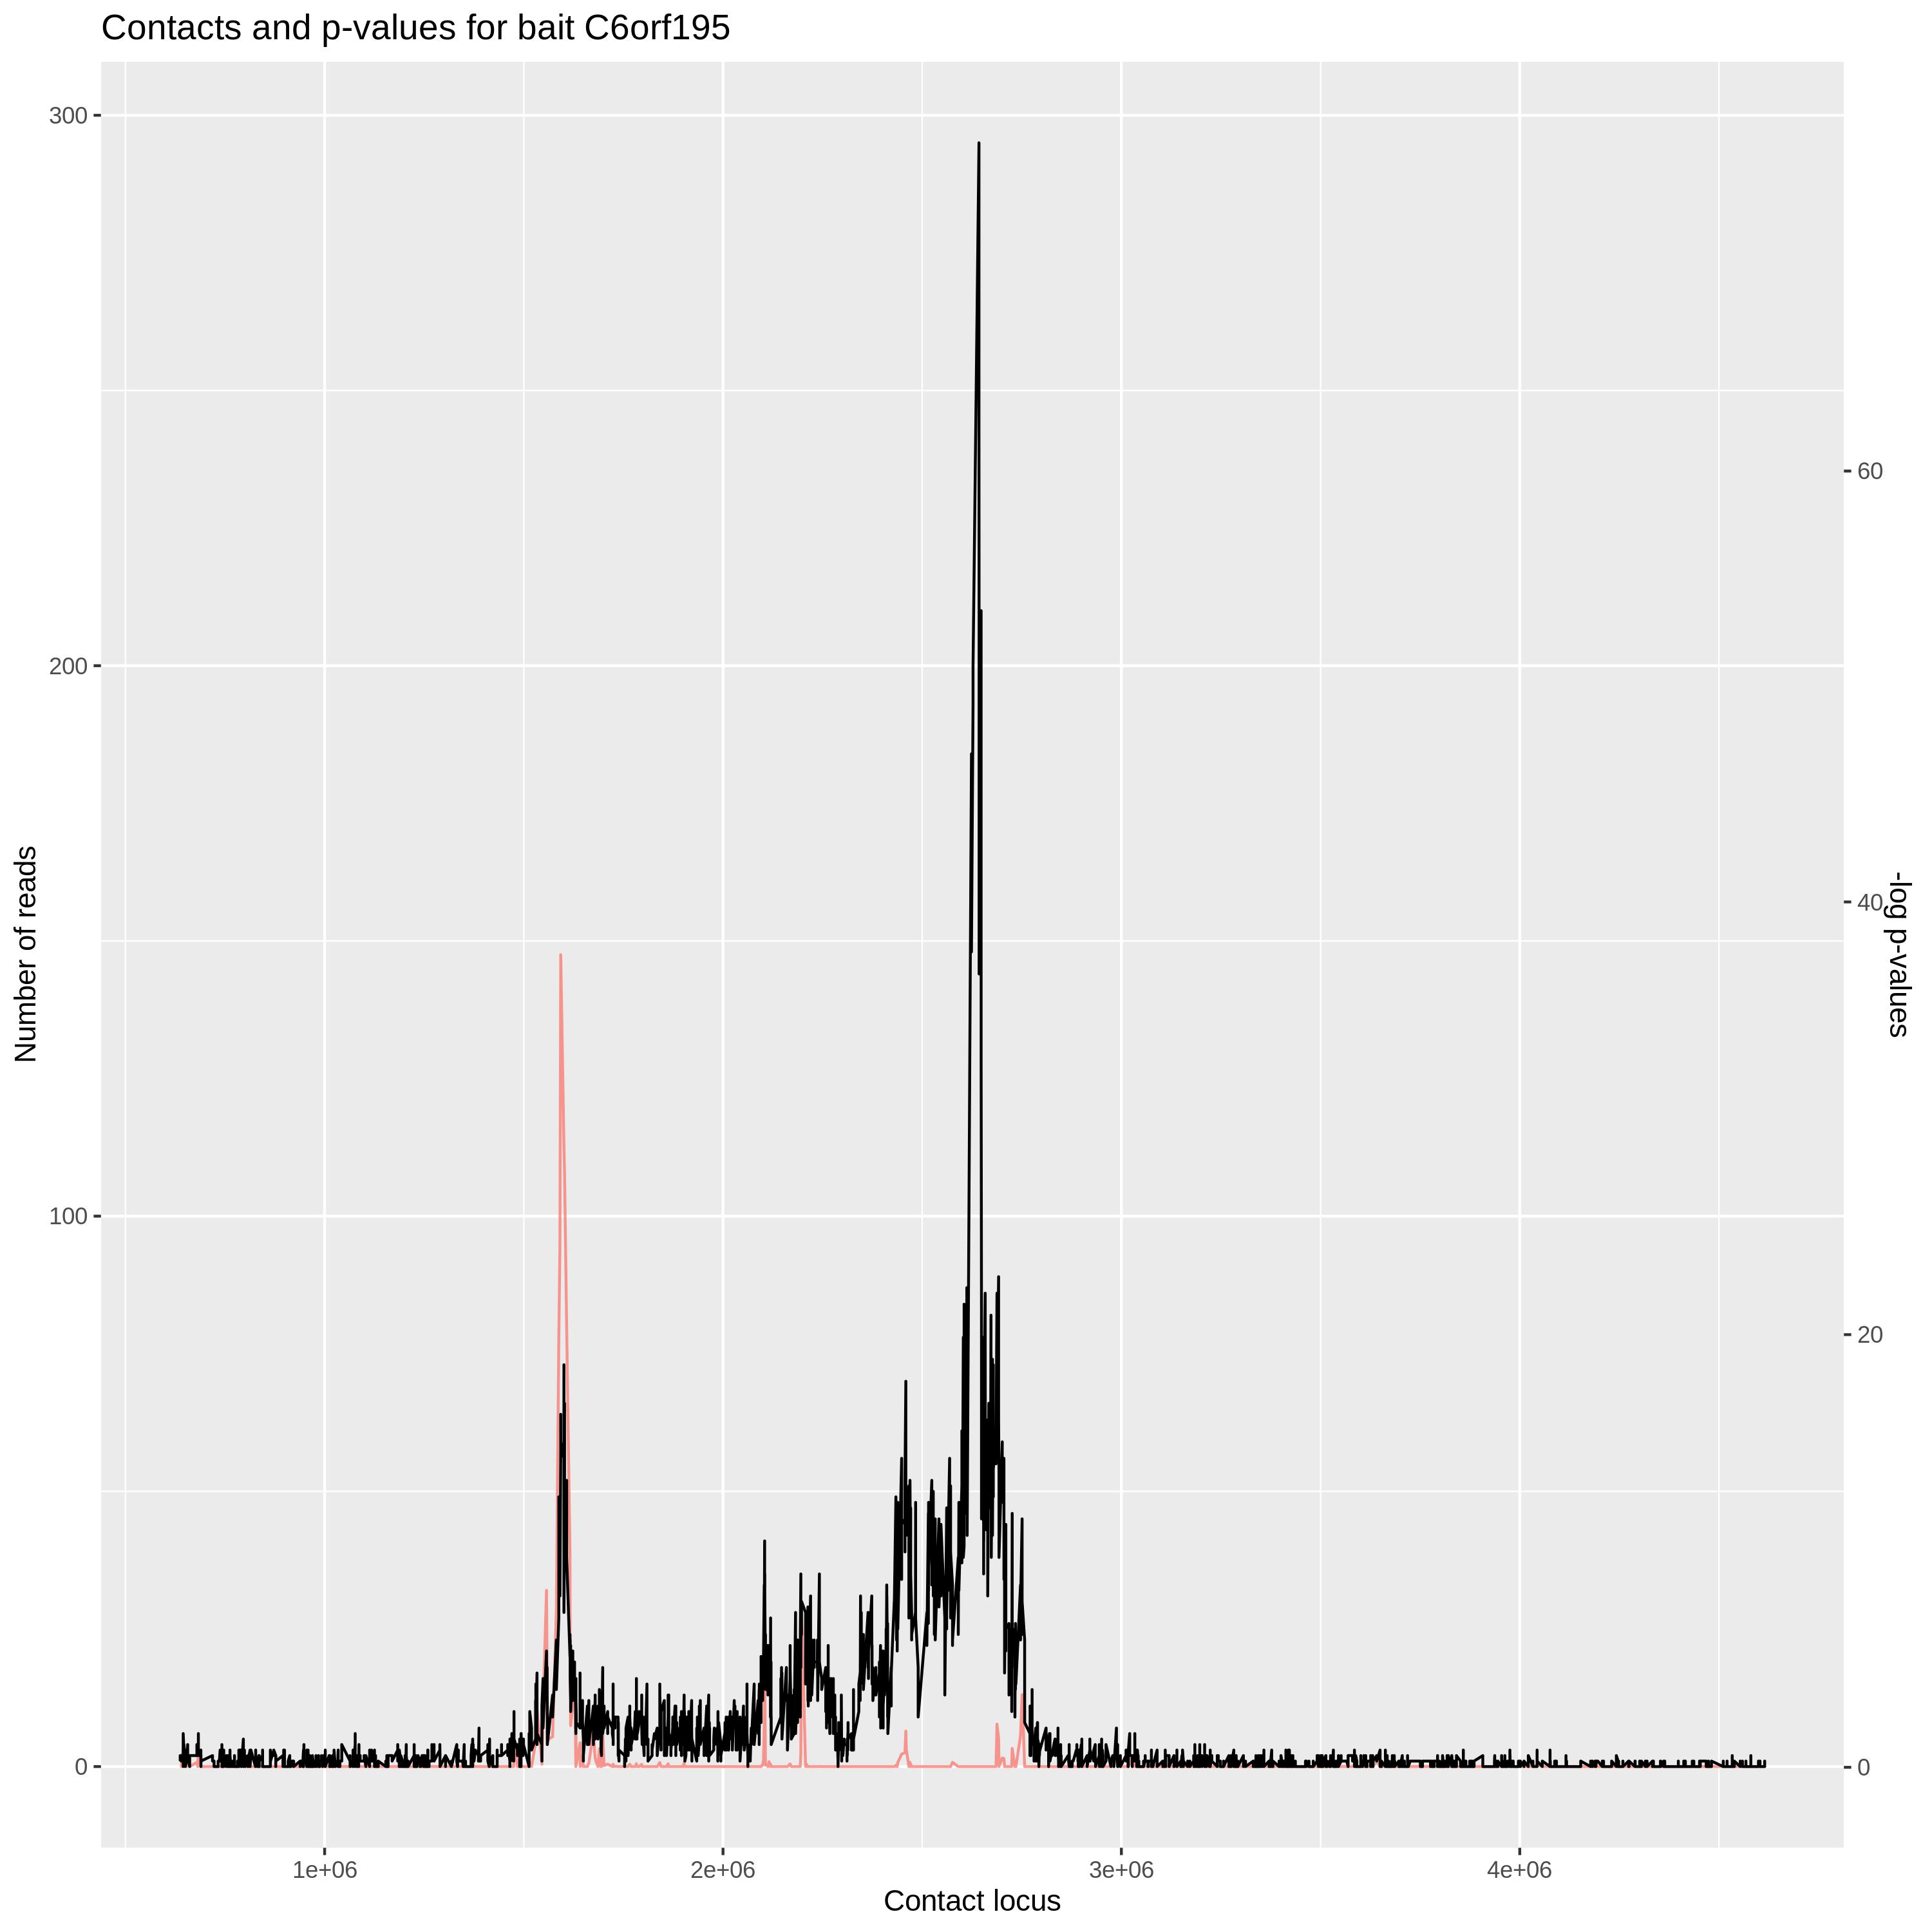 Contacts and p-values for bait C6orf195
300
200
100
0
Number of reads
60
40
20
0
-log p-values
1e+06
2e+06
3e+06
4e+06
Contact locus